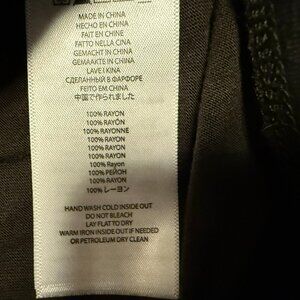 MADE IN CHINA
HECHO EN CHINA
FAIT EN CHINE
FATTO NELLA CINA
GEMACHT IN CHINA
GEMAAKTE IN CHINA
LAVE I KINA
СДЕЛАННЫЙ В ФАРФОРЕ
FEITO EM CHINA
中国で作られました
100% RAYON
100% RAYÓN
100% RAYONNE
100% RAYON
100% RAYON
100% RAYON
100% Rayon
100% РЕЙОН
100% RAYON
100% レーヨン
HAND WASH COLD INSIDE OUT
DO NOT BLEACH
LAY FLAT TO DRY
WARM IRON INSIDE OUT IF NEEDED
OR PETROLEUM DRY CLEAN